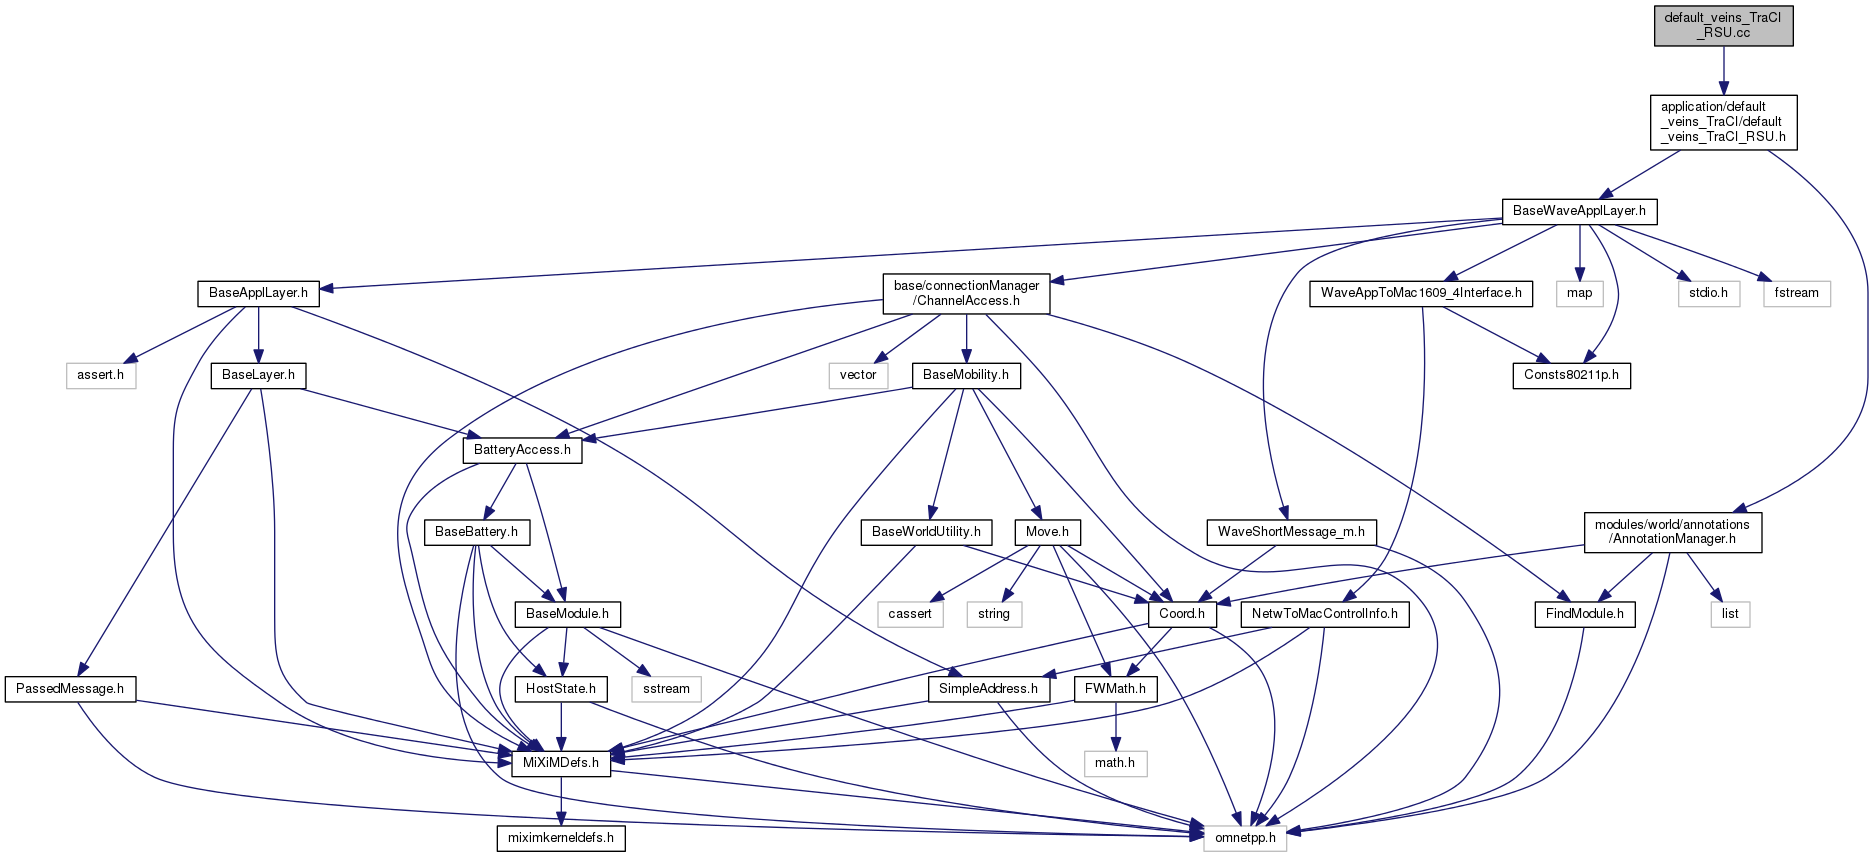 default_veins_TraCI
_RSU.cc
application/default
_veins_TraCI/default
_veins_TraCI_RSU.h
BaseWaveApplLayer.h
BaseApplLayer.h
base/connectionManager
/ChannelAccess.h
WaveAppToMac1609_4Interface.h
map
stdio.h
fstream
assert.h
BaseLayer.h
vector
BaseMobility.h
Consts80211p.h
BatteryAccess.h
BaseBattery.h
BaseWorldUtility.h
Move.h
WaveShortMessage_m.h
modules/world/annotations
/AnnotationManager.h
BaseModule.h
cassert
string
Coord.h
NetwToMacControlInfo.h
FindModule.h
list
PassedMessage.h
HostState.h
sstream
SimpleAddress.h
FWMath.h
MiXiMDefs.h
math.h
miximkerneldefs.h
omnetpp.h